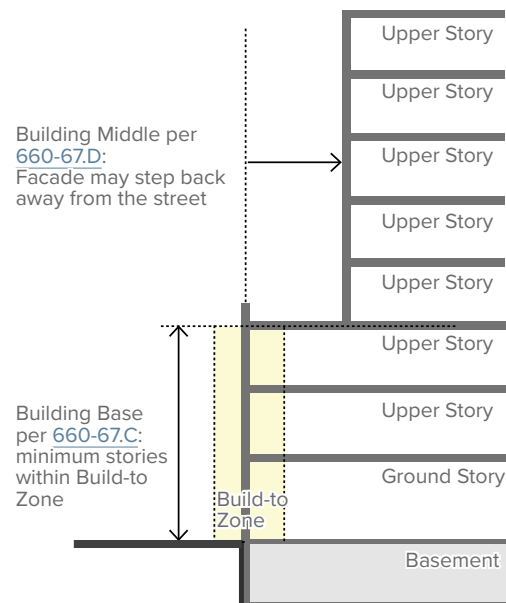 Upper Story
Upper Story
Building Middle per
660-67.D:
Facade may step back
away from the street
Upper Story
Upper Story
Upper Story
Upper Story
Building Base
per 660-67.C:
minimum stories
within Build-to
Zone
Upper Story
Ground Story
Build-to
Zone
Basement